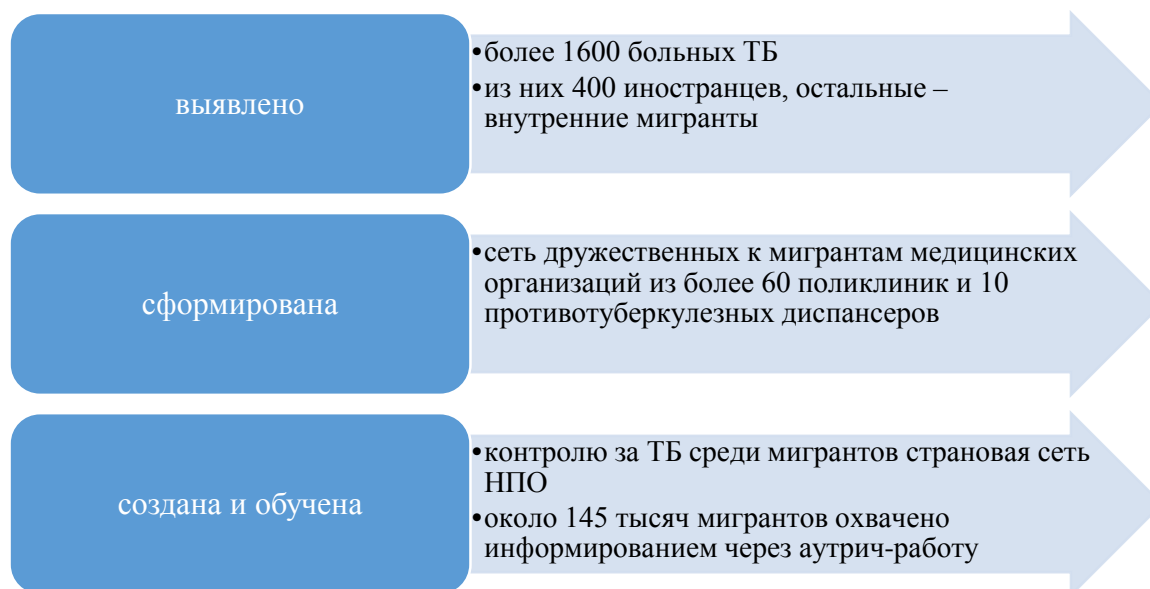 выявлено
•более 1600 больных ТБ
•из них 400 иностранцев, остальные –
внутренние мигранты
сформирована
•сеть дружественных к мигрантам медицинских
организаций из более 60 поликлиник и 10
противотуберкулезных диспансеров
создана и обучена
•контролю за ТБ среди мигрантов страновая сеть
НПО
•около 145 тысяч мигрантов охвачено
информированием через аутрич-работу